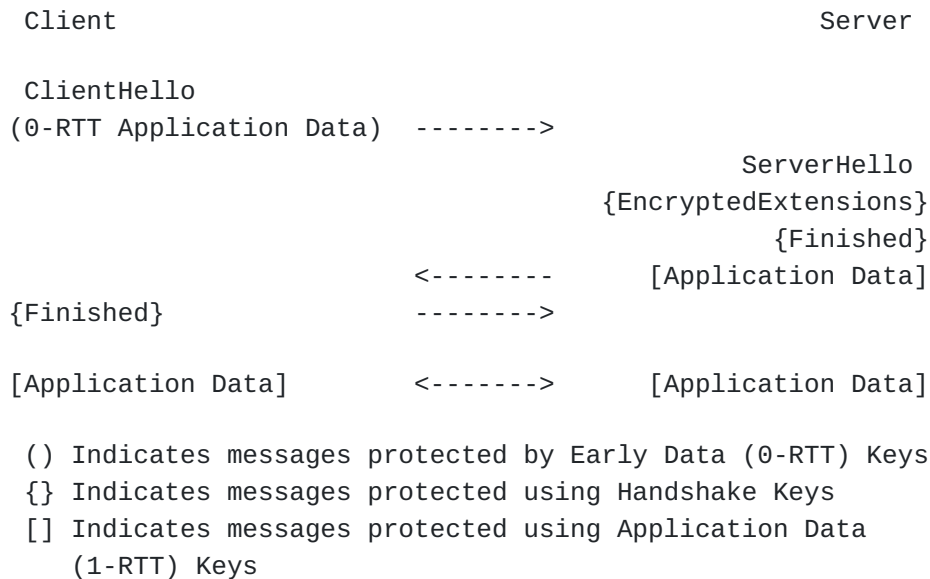 Client Server
ClientHello
(0-RTT Application Data) -------->
ServerHello
{EncryptedExtensions}
{Finished}
<-------- [Application Data]
{Finished} -------->
[Application Data] <-------> [Application Data]
() Indicates messages protected by Early Data (0-RTT) Keys
{} Indicates messages protected using Handshake Keys
[] Indicates messages protected using Application Data
(1-RTT) Keys